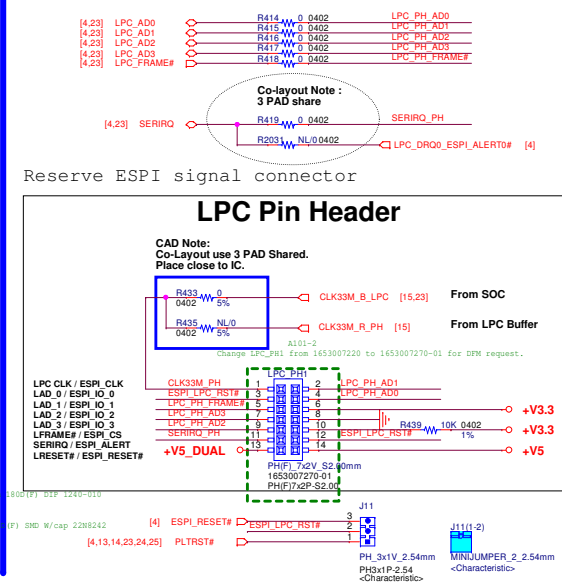 [4,23] LPC_AD0 R414 0 0402 LPC_PH_AD0
[4,23] LPC_AD1 R415 0 0402 LPC_PH_AD1
[4,23] LPC_AD2 R416 0 0402 LPC_PH_AD2
[4,23] LPC_AD3 R417 0 0402 LPC_PH_AD3
[4,23] LPC_FRAME# R418 0 0402 LPC_PH_FRAME#
Co-layout Note :
3 PAD share
[4,23] SERIRQ R419 0 0402 SERIRQ_PH
R2031 NL/0 0402 LPC_DRQ0_ESPI_ALERT0# [4]
Reserve ESPI signal connector
LPC Pin Header
CAD Note:
Co-Layout use 3 PAD Shared.
Place close to IC.
R433 0
0402 5%
CLK33M_B_LPC [15,23] From SOC
R435 NL/0
0402 5%
CLK33M_R_PH [15] From LPC Buffer
A101-2
Change LPC_PH1 from 1653007220 to 1653007270-01 for DFM request.
LPC_PH1
LPC CLK / ESPI_CLK CLK33M_PH 1 2 LPC_PH_AD1
LAD_0 / ESPI_IO_0 ESPI_LPC_RST# 3 4 LPC_PH_AD0
LAD_1 / ESPI_IO_1 LPC_PH_FRAME# 5 6 +V3.3
LAD_2 / ESPI_IO_2 LPC_PH_AD3 7 8
LAD_3 / ESPI_IO_3 LPC_PH_AD2 9 10 R439 10K 0402 +V3.3
1%
LFRAME# / ESPI_CS SERIRQ_PH 11 12 ESPI_LPC_RST#
SERIRQ / ESPI_ALERT +V5_DUAL 13 14 +V5
LRESET# / ESPI_RESET#
PH(F)_7x2V_S2.00mm
1653007270-01
PH(F)7x2P-S2.00
180D(F) DIP 1240-010
(F) SMD W/cap 22N8242
J11
[4] ESPI_RESET# ESPI_LPC_RST# 3
2
[4,13,14,23,24,25] PLTRST# 1
PH_3x1V_2.54mm
PH3x1P-2.54
<Characteristic>
J11(1-2)
MINIJUMPER_2_2.54mm
<Characteristic>